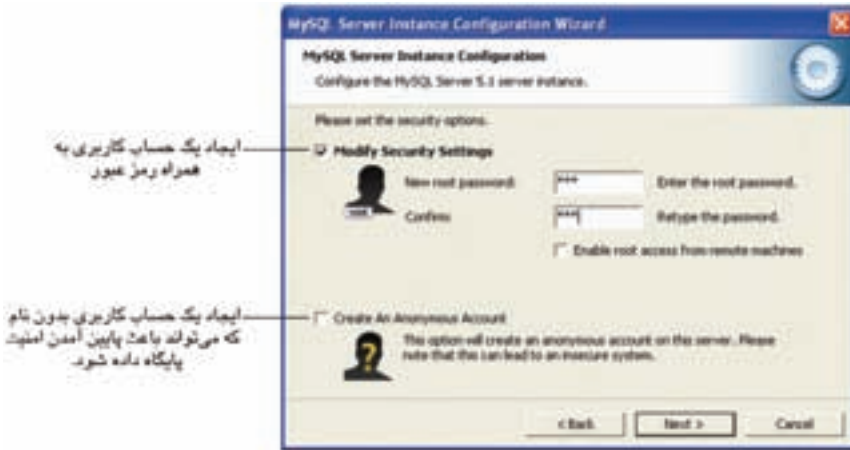 MySQL Server Instance Configuration Wizard
MySQL Server Instance Configuration
Configure the MySQL Server 5.1 server instance.
Please set the security options.
ایجاد یک حساب کاربری به
همراه رمز عبور
Modify Security Settings
New root password:
***
Enter the root password.
Confirm:
***
Retype the password.
Enable root access from remote machines
ایجاد یک حساب کاربری بدون نام
که می‌تواند باعث پایین آمدن امنیت
پایگاه داده شود.
Create An Anonymous Account
This option will create an anonymous account on this server. Please
note that this can lead to an insecure system.
< Back
Next >
Cancel